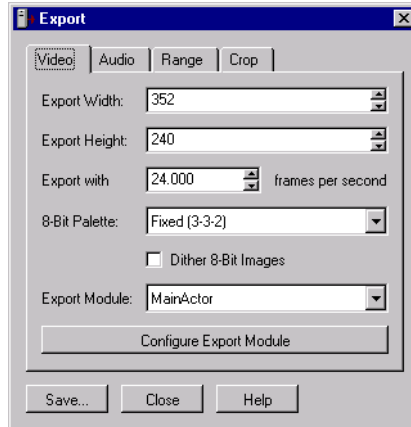 Export
Video Audio Range Crop
Export Width: 352
Export Height: 240
Export with 24.000 frames per second
8-Bit Palette: Fixed (3-3-2)
Dither 8-Bit Images
Export Module: MainActor
Configure Export Module
Save... Close Help